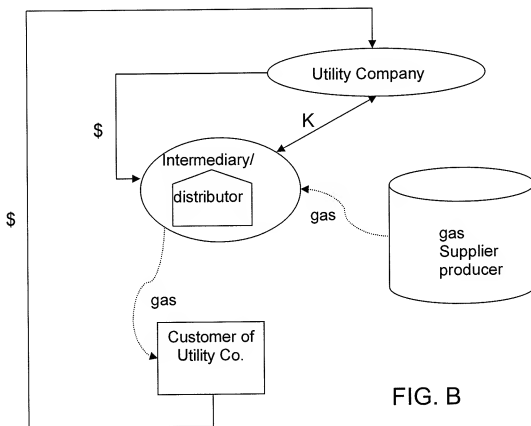 Utility Company
K
$
Intermediary/
distributor
$
gas
gas
Supplier
producer
gas
Customer of
Utility Co.
FIG. B